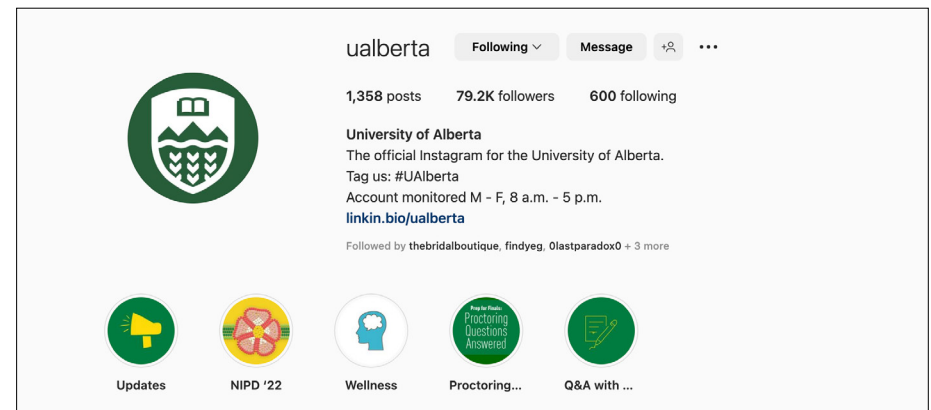 ualberta Following Message
1,358 posts 79.2K followers 600 following
University of Alberta
The official Instagram for the University of Alberta.
Tag us: #UAlberta
Account monitored M - F, 8 a.m. - 5 p.m.
linkin.bio/ualberta
Followed by thebridalboutique, findyeg, 0lastparadox0 + 3 more
Prep for Finals:
Proctoring
Questions
Answered
Updates NIPD '22 Wellness Proctoring... Q&A with ...